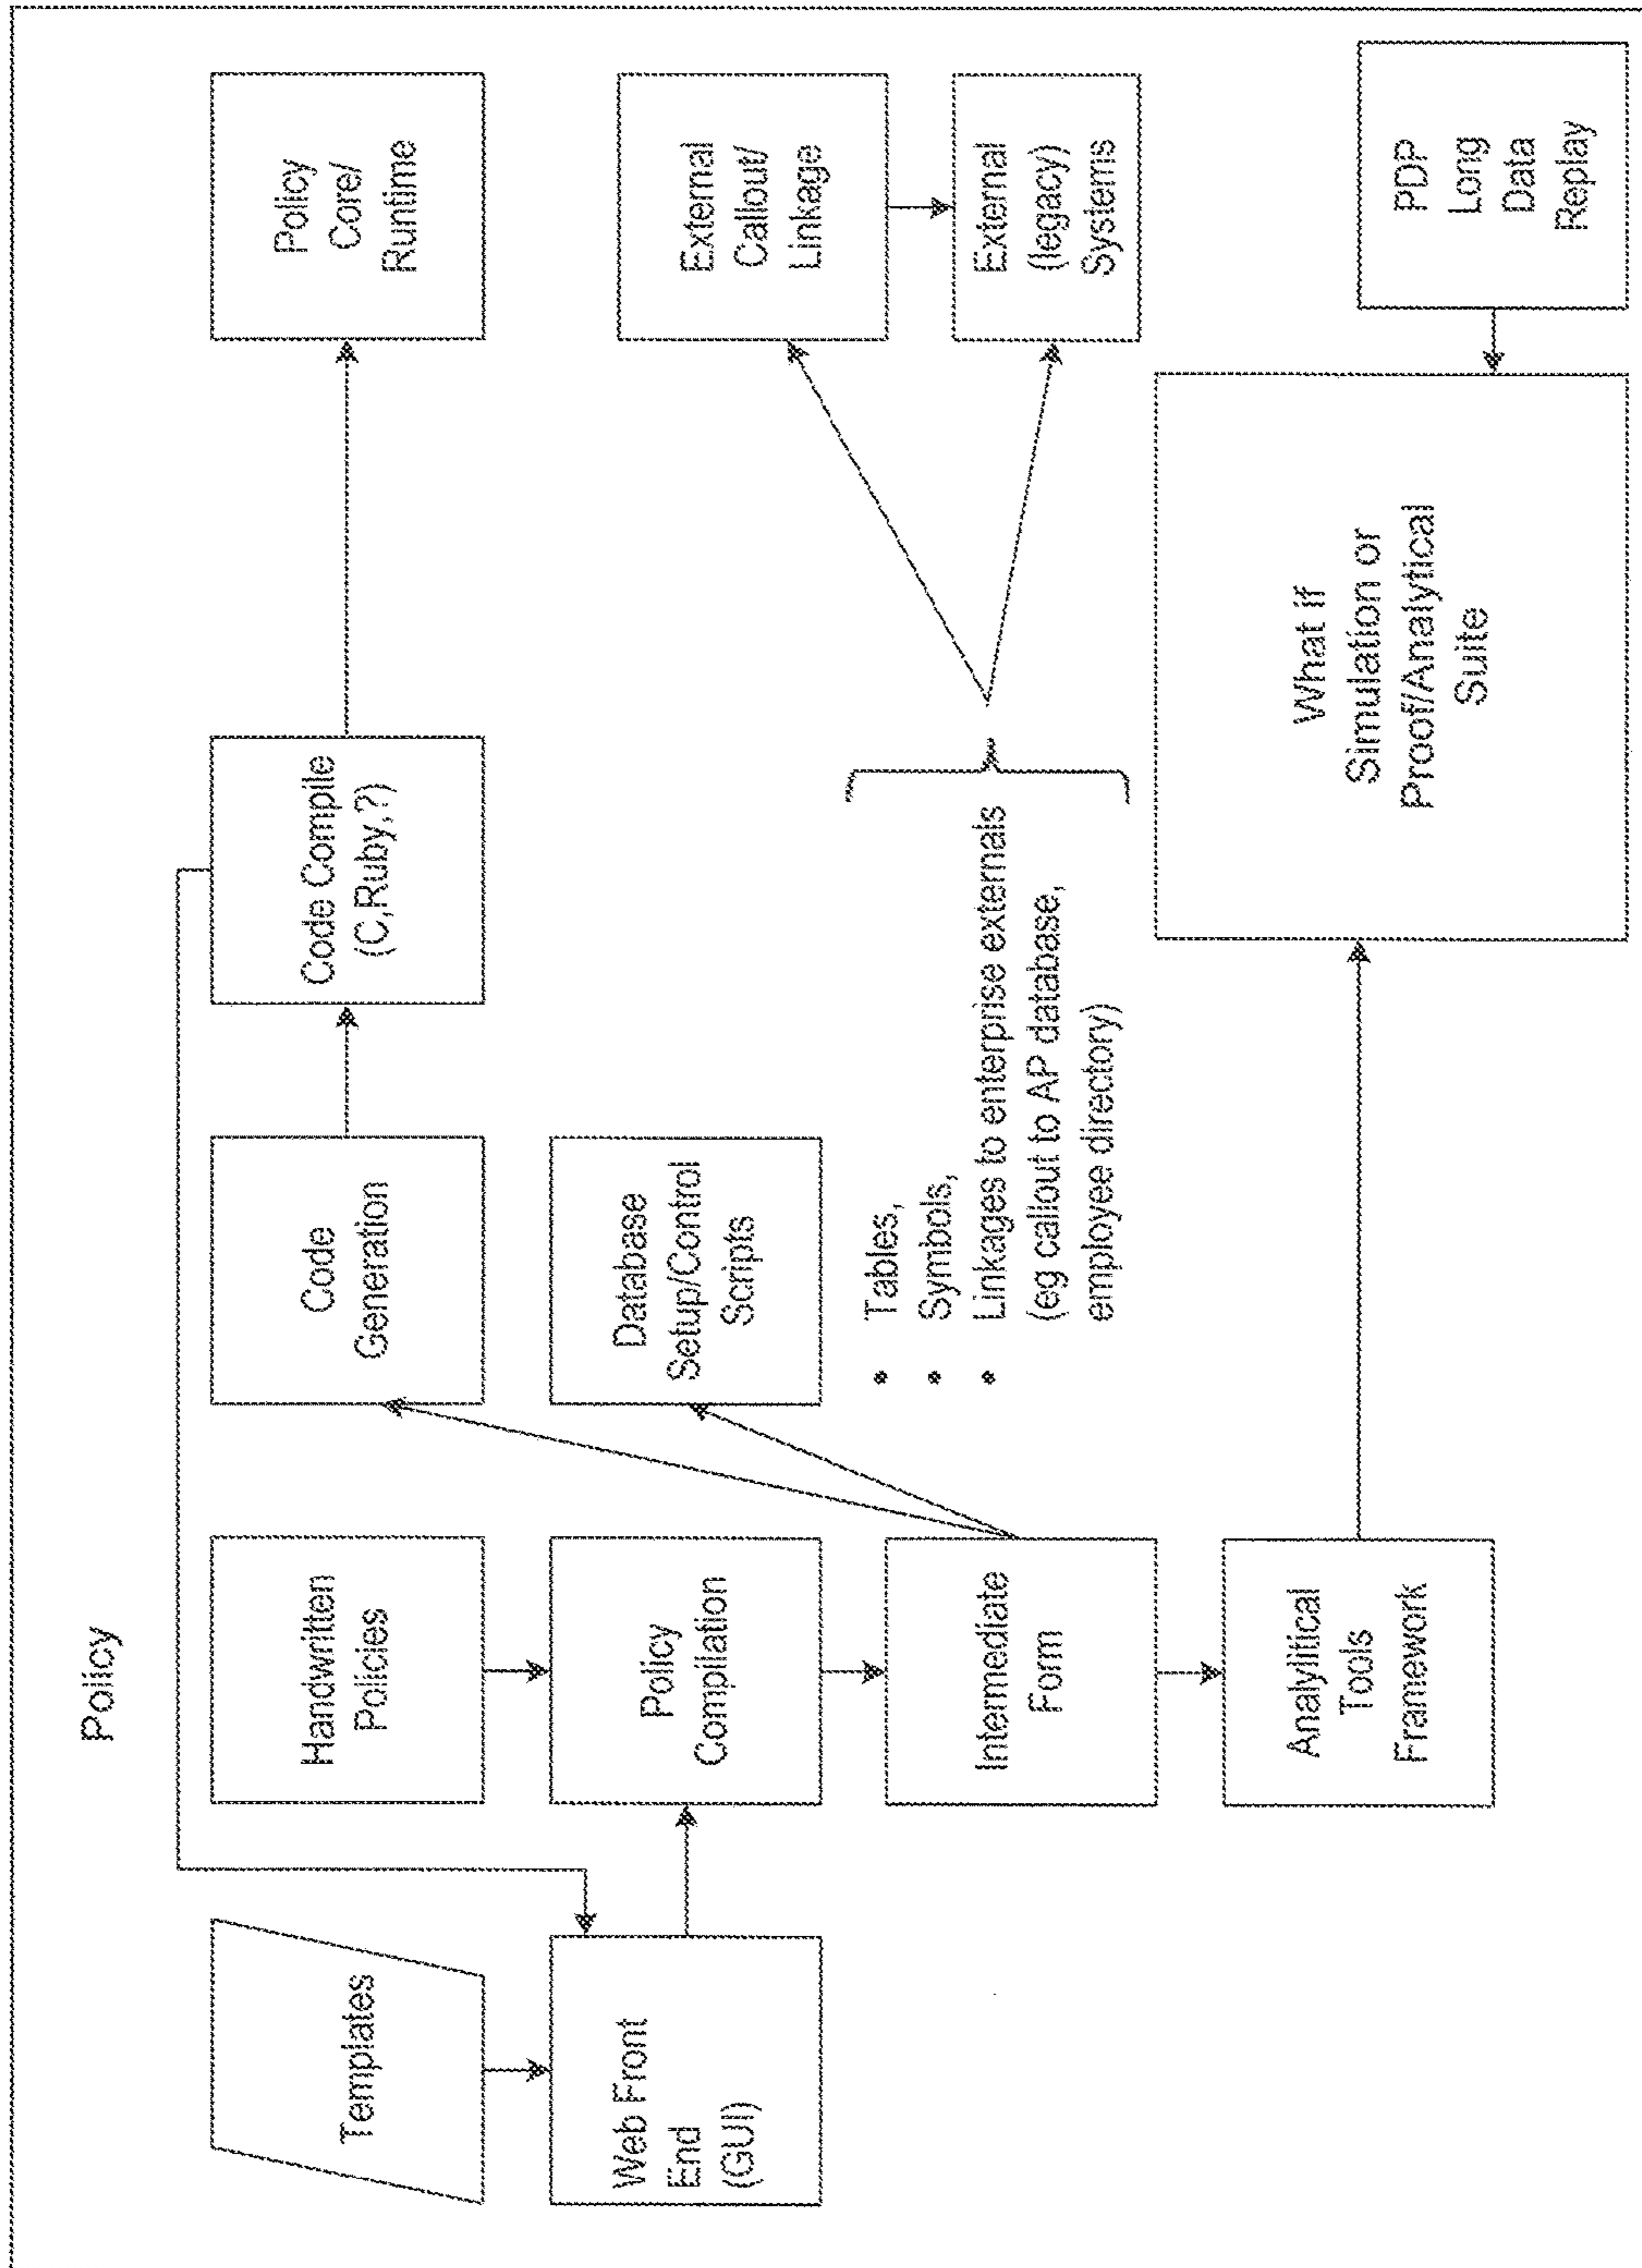 Policy
Templates
Web Front
End
(GUI)
Handwritten
Policies
Policy
Compilation
Intermediate
Form
Analylitical
Tools
Framework
Code
Generation
Database
Setup/Control
Scripts
• Tables,
• Symbols,
• Linkages to enterprise externals
(eg callout to AP database,
employee directory)
Code Compile
(C,Ruby,?)
Policy
Core/
Runtime
External
Callout/
Linkage
External
(legacy)
Systems
What if
Simulation or
Proof/Analytical
Suite
PDP
Long
Data
Replay